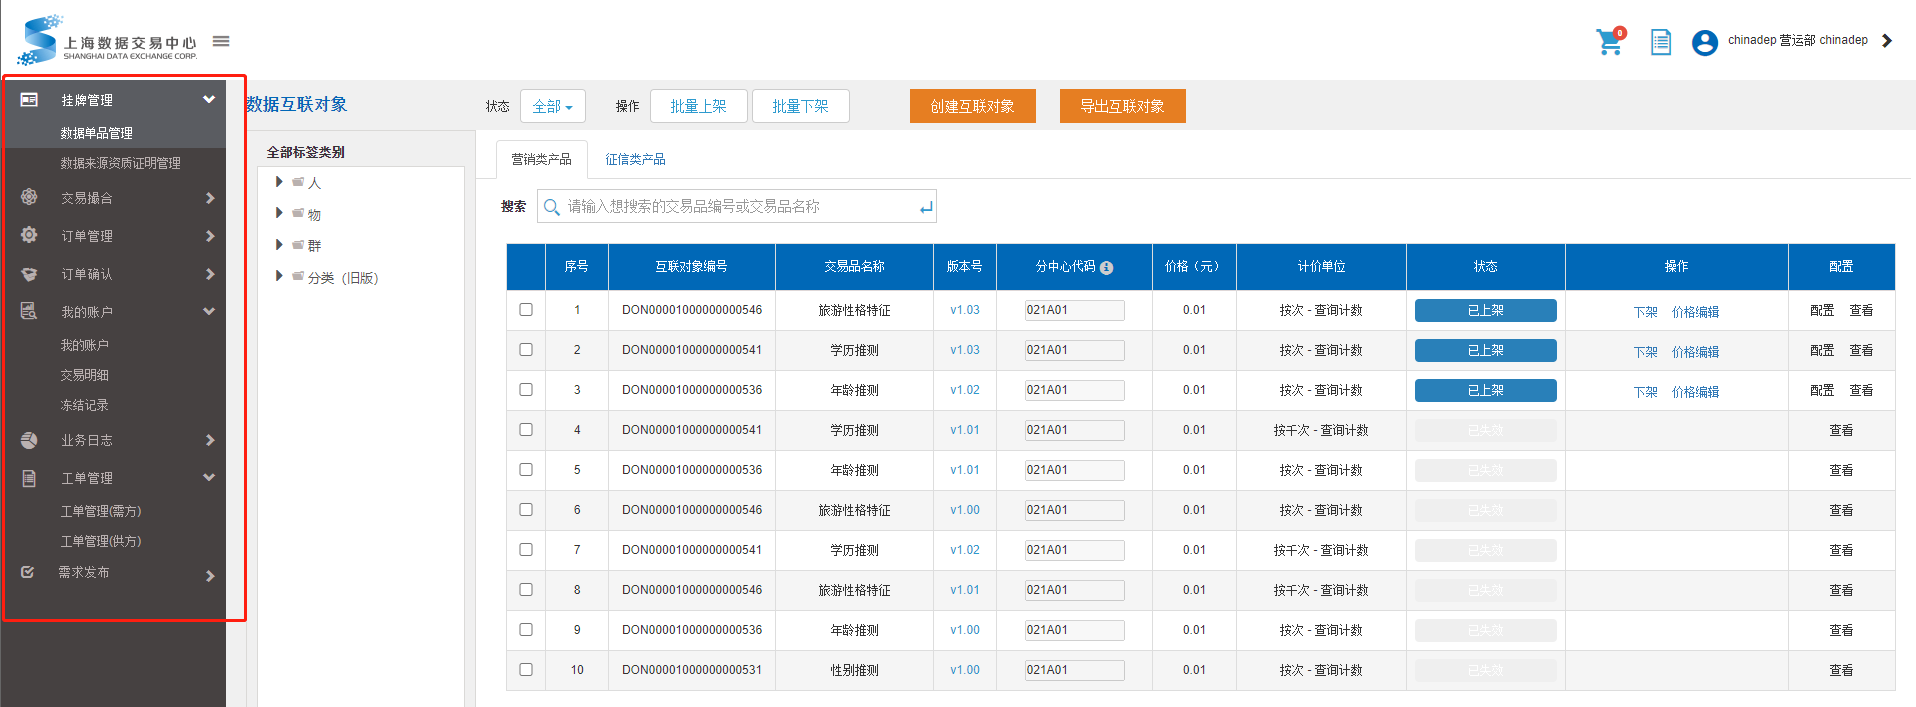 上海数据交易中心
SHANGHAI DATA EXCHANGE CORP.
0
chinadep 营运部 chinadep
挂牌管理
数据单品管理
数据来源资质证明管理
交易撮合
订单管理
订单确认
我的账户
我的账户
交易明细
冻结记录
业务日志
工单管理
工单管理(需方)
工单管理(供方)
需求发布
数据互联对象
状态 全部 操作 批量上架 批量下架 创建互联对象 导出互联对象
全部标签类别
人
物
群
分类（旧版）
营销类产品 征信类产品
搜索 请输入想搜索的交易品编号或交易品名称
序号 互联对象编号 交易品名称 版本号 分中心代码 价格（元） 计价单位 状态 操作 配置
1 DON00001000000000546 旅游性格特征 v1.03 021A01 0.01 按次 - 查询计数 已上架 下架 价格编辑 配置 查看
2 DON00001000000000541 学历推测 v1.03 021A01 0.01 按次 - 查询计数 已上架 下架 价格编辑 配置 查看
3 DON00001000000000536 年龄推测 v1.02 021A01 0.01 按次 - 查询计数 已上架 下架 价格编辑 配置 查看
4 DON00001000000000541 学历推测 v1.01 021A01 0.01 按千次 - 查询计数 已失效 查看
5 DON00001000000000536 年龄推测 v1.01 021A01 0.01 按次 - 查询计数 已失效 查看
6 DON00001000000000546 旅游性格特征 v1.00 021A01 0.01 按次 - 查询计数 已失效 查看
7 DON00001000000000541 学历推测 v1.02 021A01 0.01 按千次 - 查询计数 已失效 查看
8 DON00001000000000546 旅游性格特征 v1.01 021A01 0.01 按千次 - 查询计数 已失效 查看
9 DON00001000000000536 年龄推测 v1.00 021A01 0.01 按次 - 查询计数 已失效 查看
10 DON00001000000000531 性别推测 v1.00 021A01 0.01 按次 - 查询计数 已失效 查看